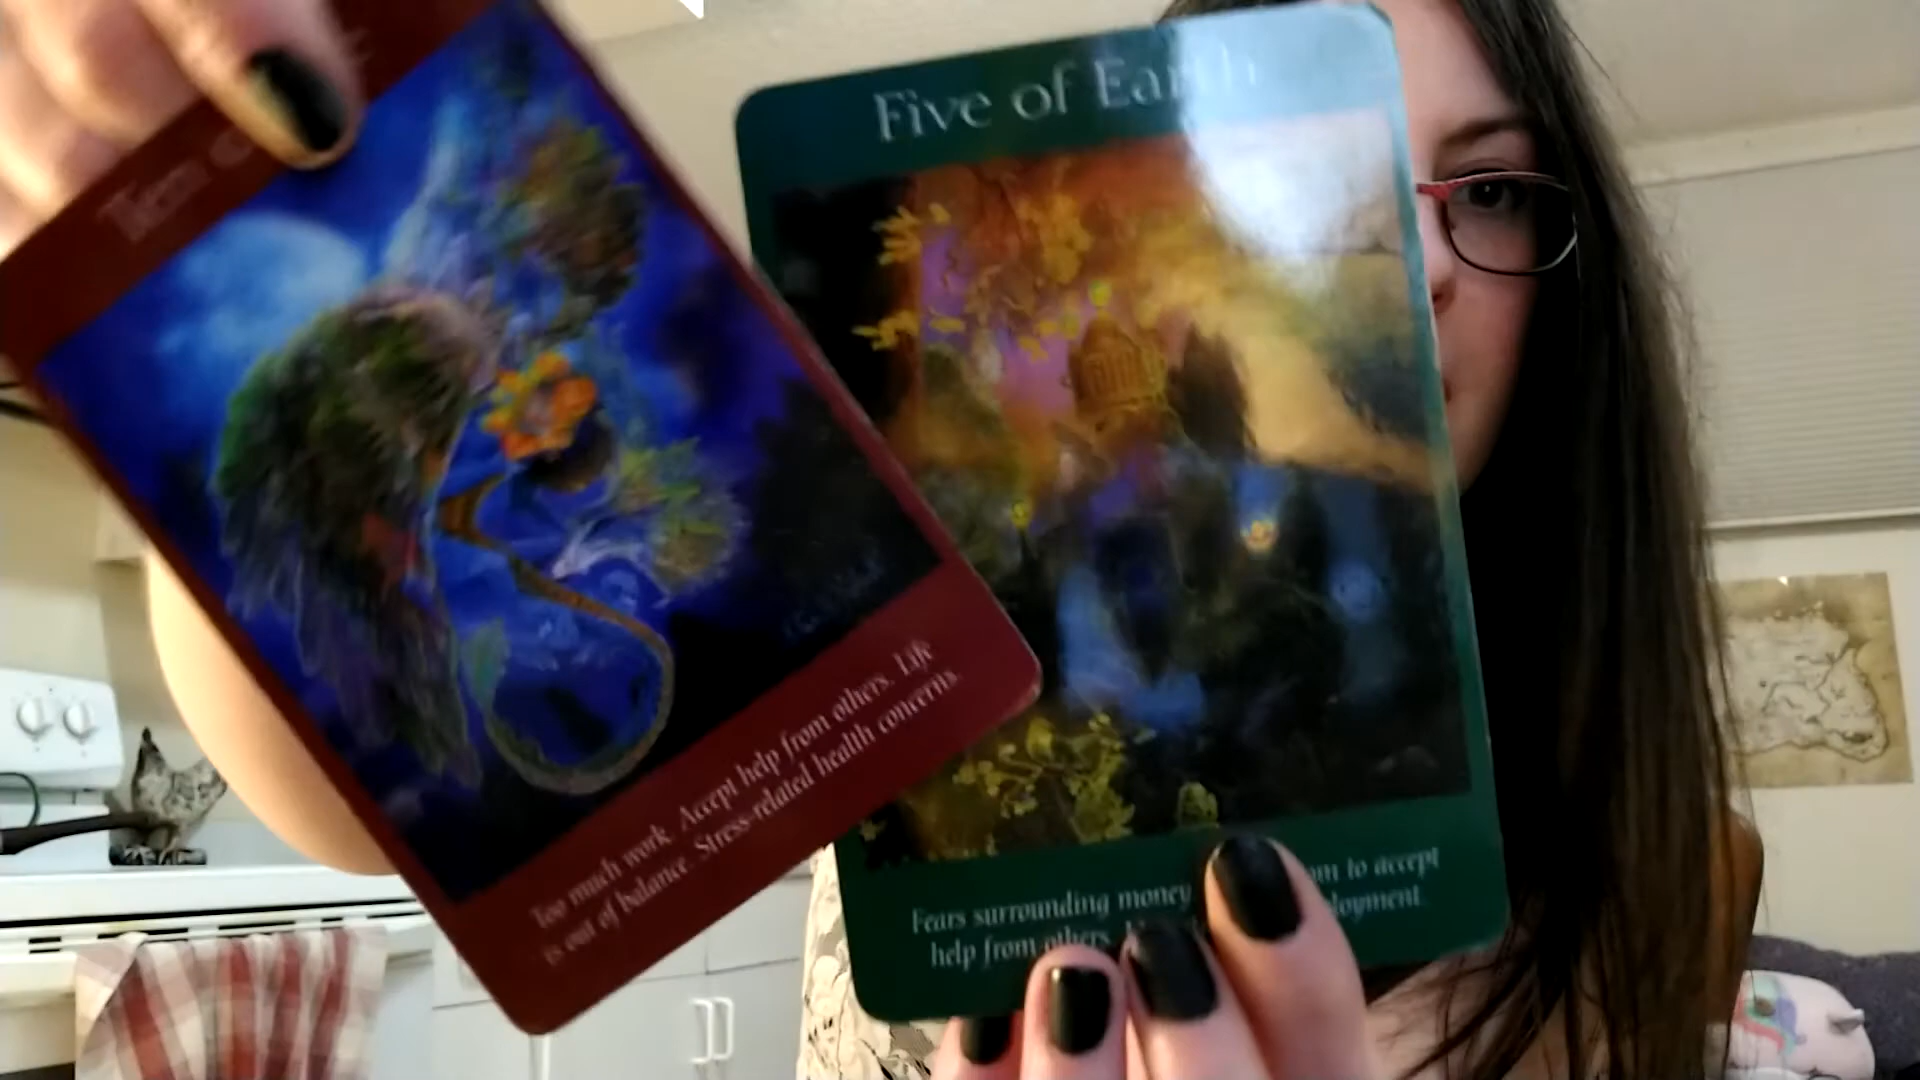 Ten
Too much work. Accept help from others. Life
is out of balance. Stress-related health concerns.
Five of Earth
Fears surrounding money
to accept
help from others.